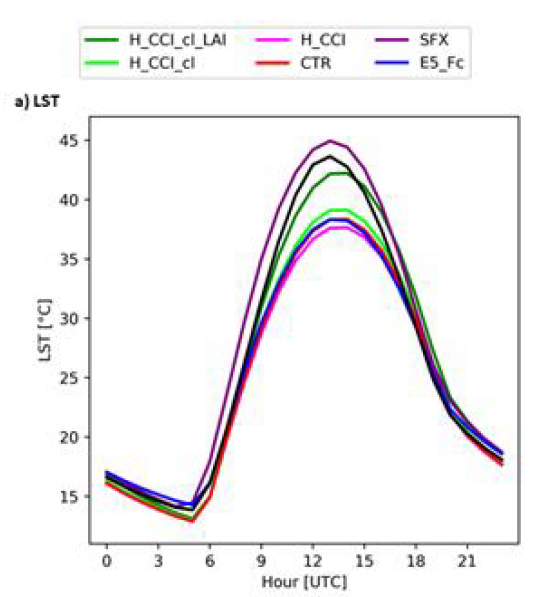 H_CCI_cl_LAI H_CCI SFX
H_CCI_cl CTR E5_Fc
a) LST
45
40
35
30
25
20
15
LST [°C]
0 3 6 9 12 15 18 21
Hour [UTC]